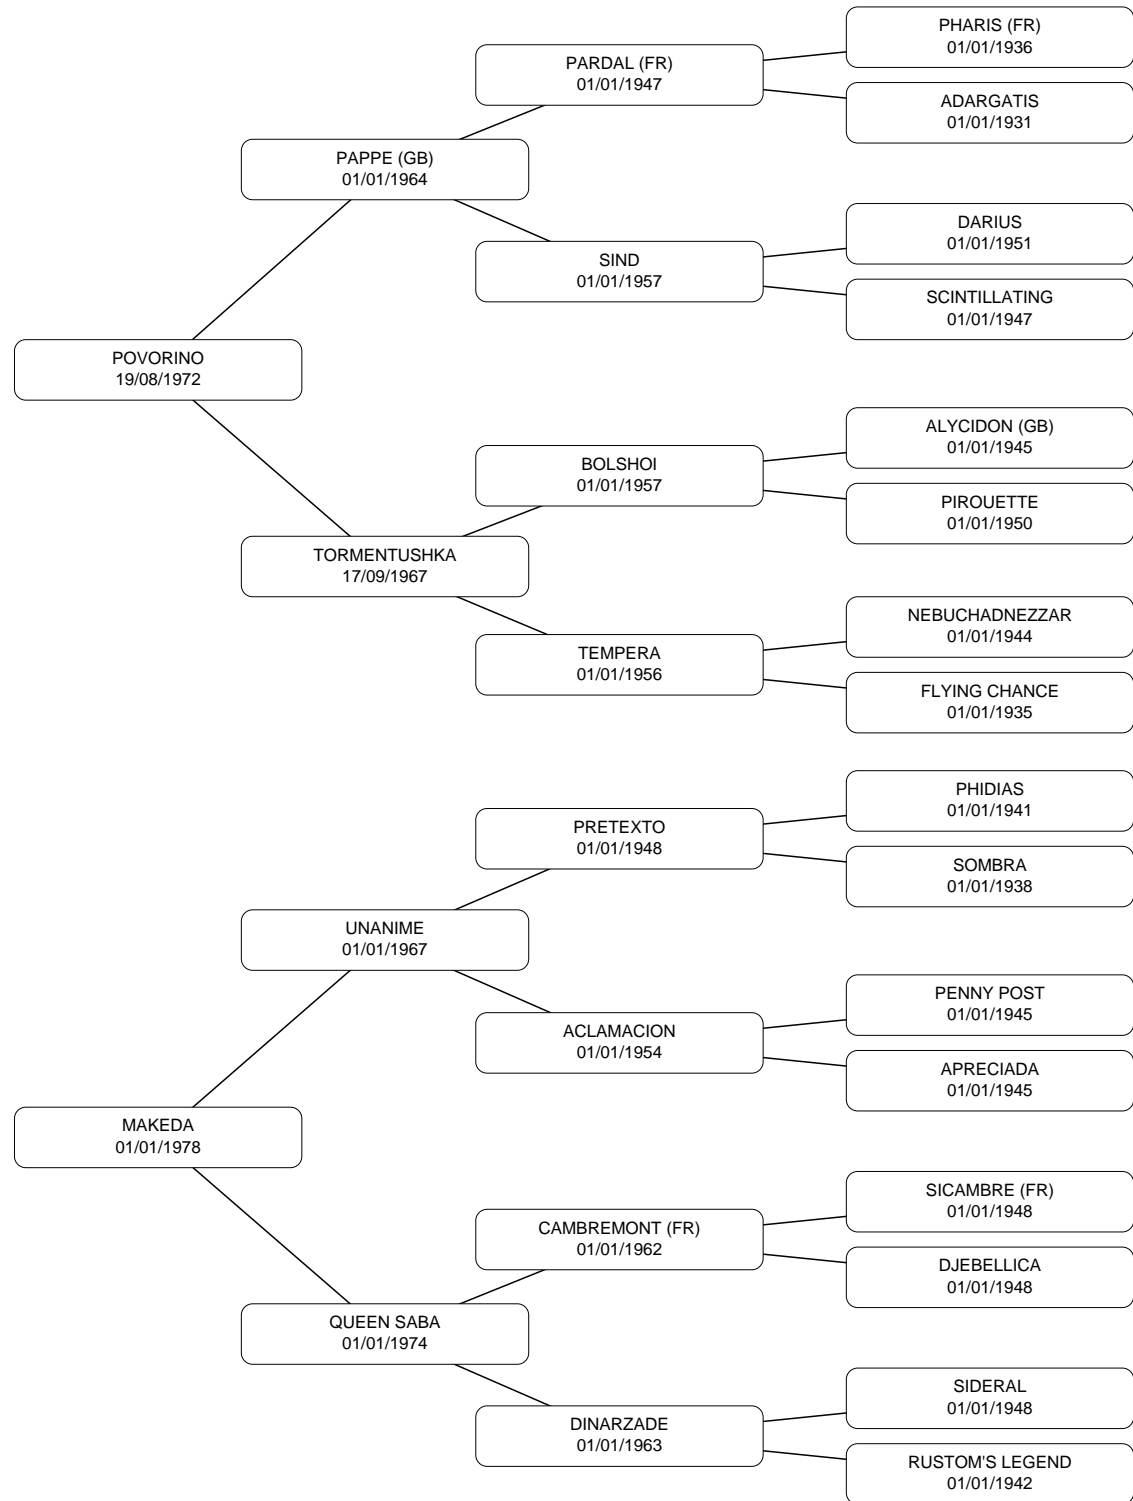 PHARIS (FR)
01/01/1936
PARDAL (FR)
01/01/1947
ADARGATIS
01/01/1931
PAPPE (GB)
01/01/1964
DARIUS
01/01/1951
SIND
01/01/1957
SCINTILLATING
01/01/1947
POVORINO
19/08/1972
ALYCIDON (GB)
01/01/1945
BOLSHOI
01/01/1957
PIROUETTE
01/01/1950
TORMENTUSHKA
17/09/1967
NEBUCHADNEZZAR
01/01/1944
TEMPERA
01/01/1956
FLYING CHANCE
01/01/1935
PHIDIAS
01/01/1941
PRETEXTO
01/01/1948
SOMBRA
01/01/1938
UNANIME
01/01/1967
PENNY POST
01/01/1945
ACLAMACION
01/01/1954
APRECIADA
01/01/1945
MAKEDA
01/01/1978
SICAMBRE (FR)
01/01/1948
CAMBREMONT (FR)
01/01/1962
DJEBELLICA
01/01/1948
QUEEN SABA
01/01/1974
SIDERAL
01/01/1948
DINARZADE
01/01/1963
RUSTOM'S LEGEND
01/01/1942